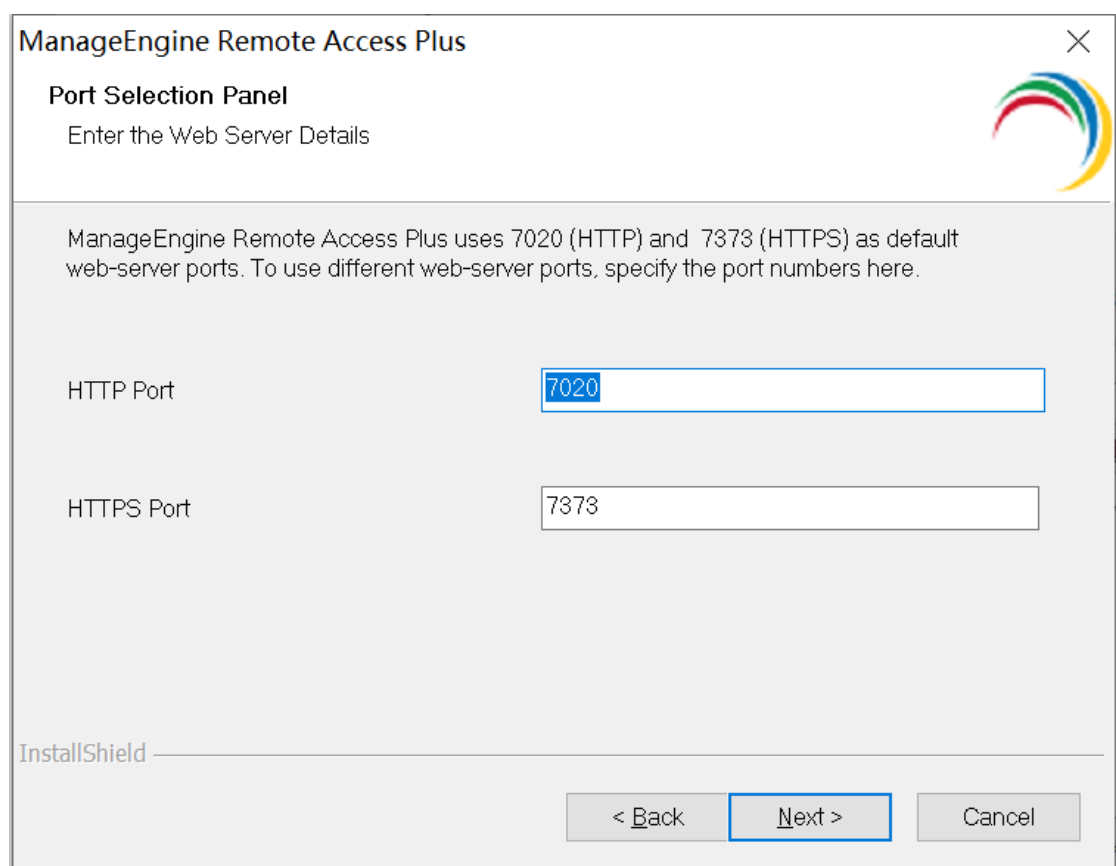 ManageEngine Remote Access Plus
Port Selection Panel
Enter the Web Server Details
ManageEngine Remote Access Plus uses 7020 (HTTP) and  7373 (HTTPS) as default
web-server ports. To use different web-server ports, specify the port numbers here.
HTTP Port
7020
HTTPS Port
7373
InstallShield
< Back
Next >
Cancel